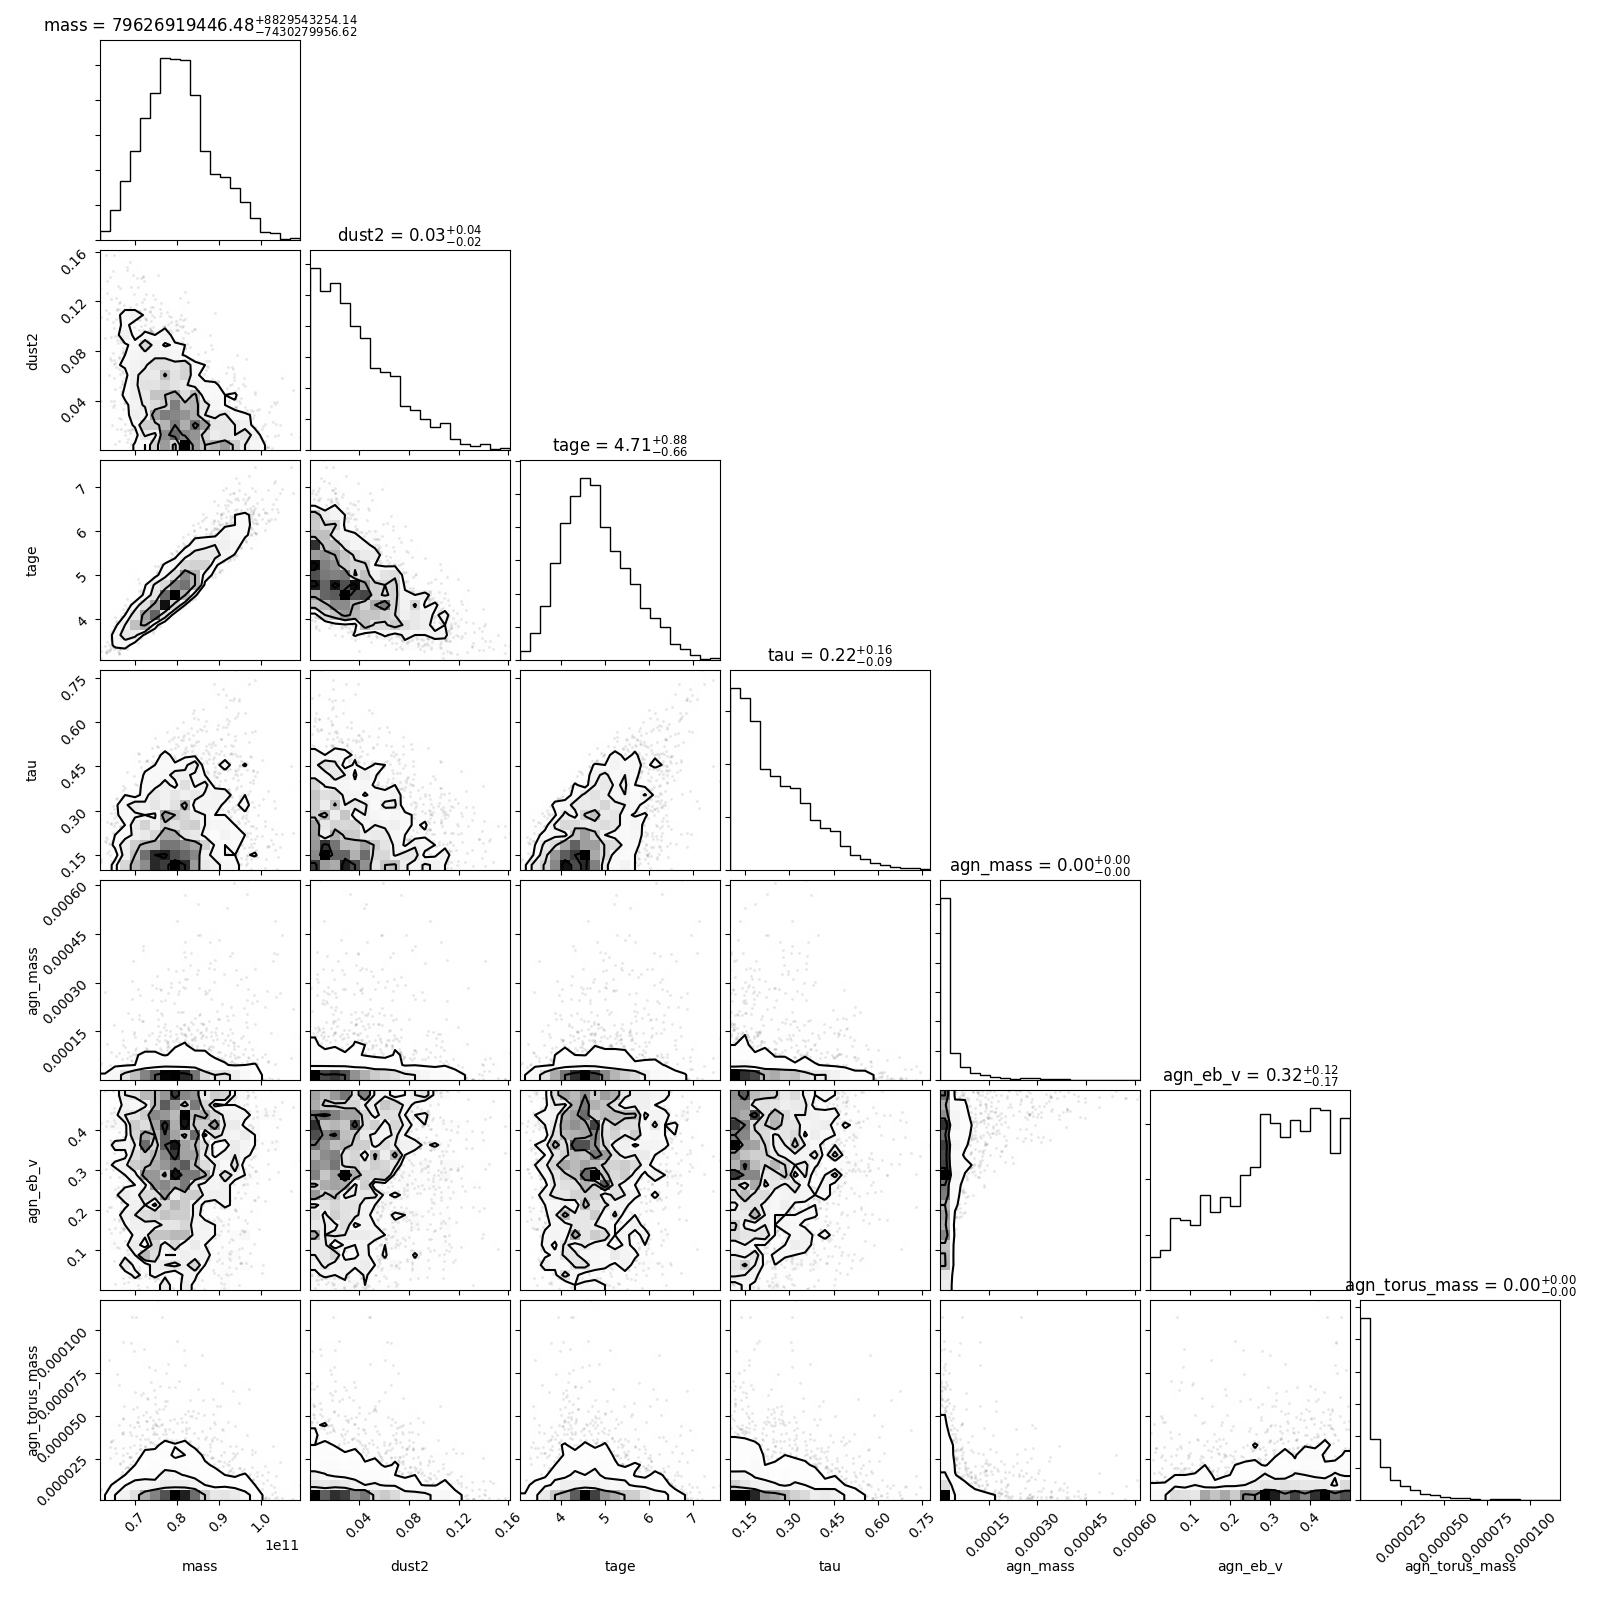 mass = 79626919446.48+8829543254.14−7430279956.62
dust2 = 0.03+0.04−0.02
0.16
0.12
0.08
0.04
dust2
tage = 4.71+0.88−0.66
7
6
5
4
tage
tau = 0.22+0.16−0.09
0.75
0.60
0.45
0.30
0.15
tau
agn_mass = 0.00+0.00−0.00
0.00060
0.00045
0.00030
0.00015
agn_mass
agn_eb_v = 0.32+0.12−0.17
0.4
0.3
0.2
0.1
agn_eb_v
agn_torus_mass = 0.00+0.00−0.00
0.000100
0.000075
0.000050
0.000025
agn_torus_mass
0.7 0.8 0.9 1.0 0.04 0.08 0.12 0.16 4 5 6 7 0.15 0.30 0.45 0.60 0.75 0.00015 0.00030 0.00045 0.00060 0.1 0.2 0.3 0.4 0.000025 0.000050 0.000075 0.000100
1e11
mass dust2 tage tau agn_mass agn_eb_v agn_torus_mass